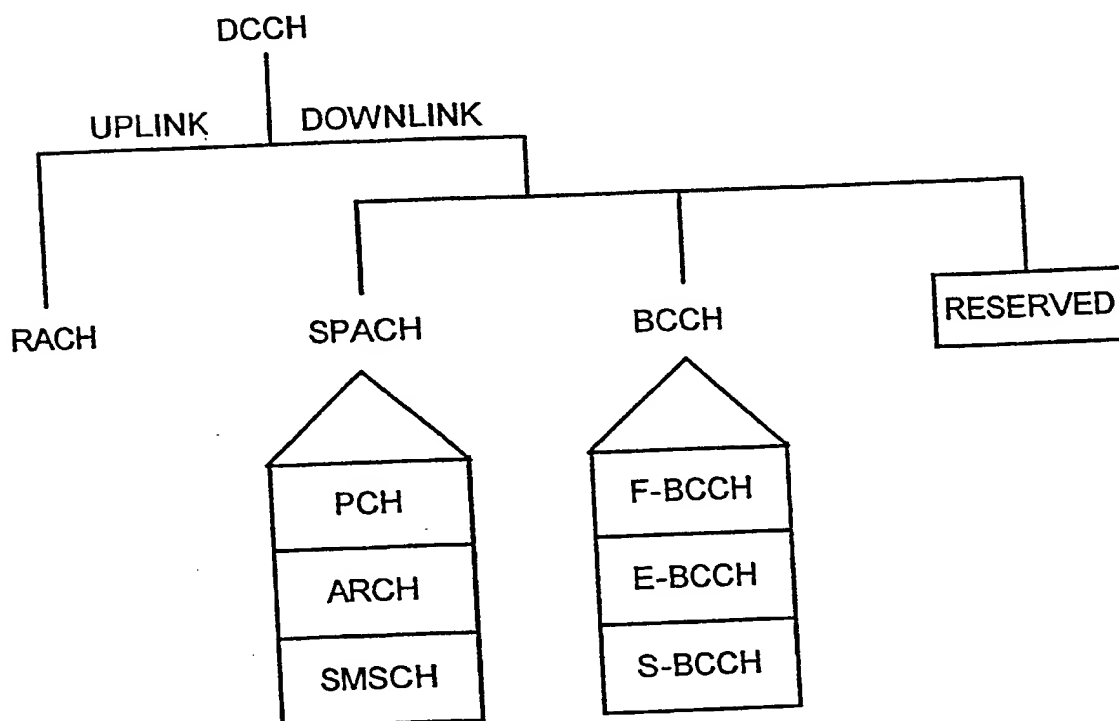 DCCH
UPLINK
DOWNLINK
RACH
SPACH
BCCH
RESERVED
PCH
ARCH
SMSCH
F-BCCH
E-BCCH
S-BCCH